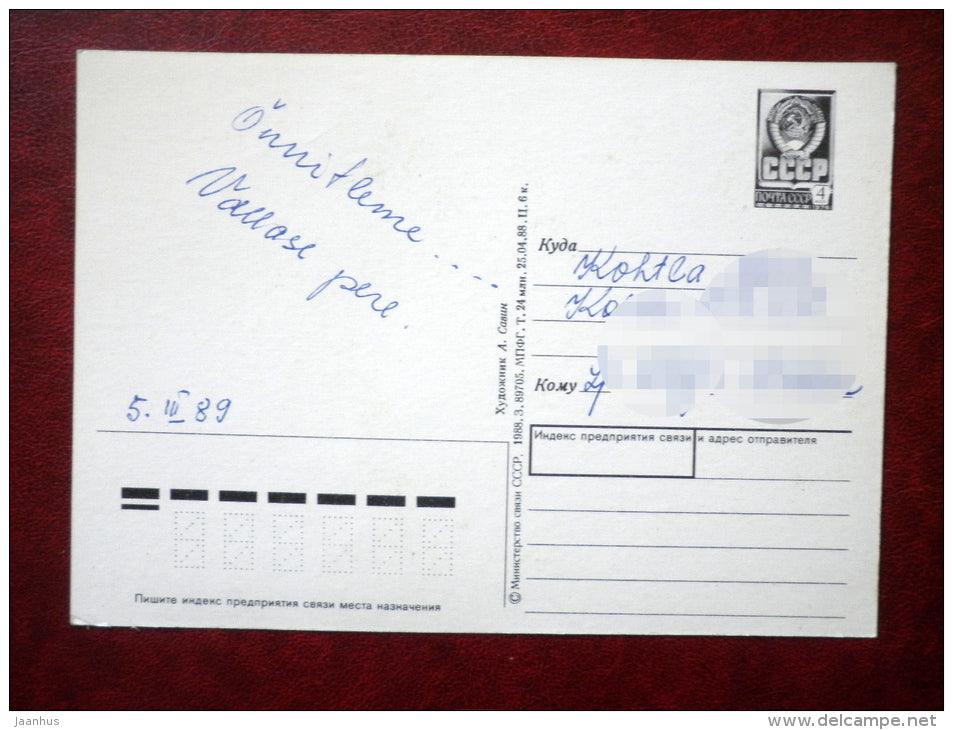 Õnnitleme....
Vallase pere.
5. III 89
СССР
ПОЧТА СССР 4
Куда
Kohtla
Кому
Индекс предприятия связи и адрес отправителя
Художник А. Савин
© Министерство связи СССР. 1988. З. 89705. МПФГ. Т. 24 млн. 25.04.88. Ц. 6 к.
Пишите индекс предприятия связи места назначения
jaanhus
www.delcampe.net